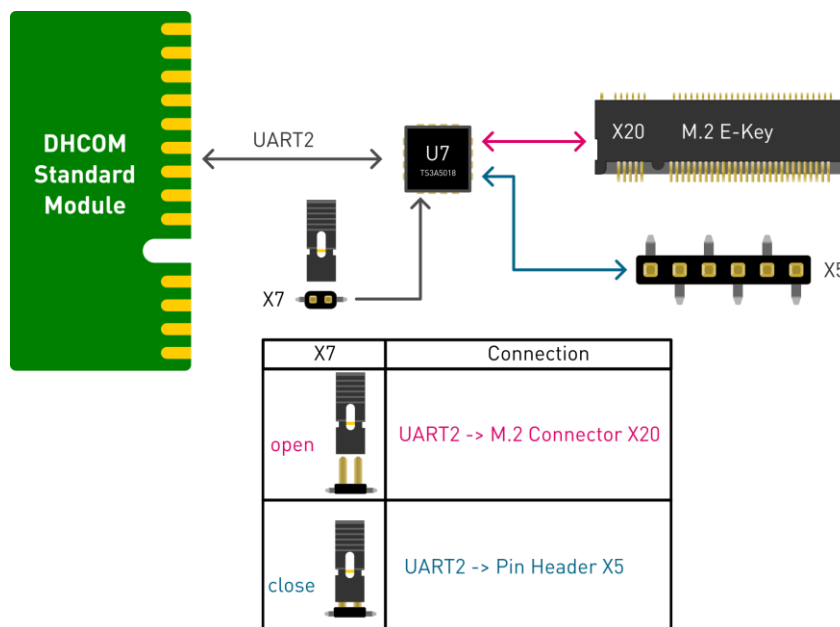 DHCOM
Standard
Module
UART2
U7
TS3A5018
X20 M.2 E-Key
X7
X5
X7 Connection
open UART2 -> M.2 Connector X20
close UART2 -> Pin Header X5